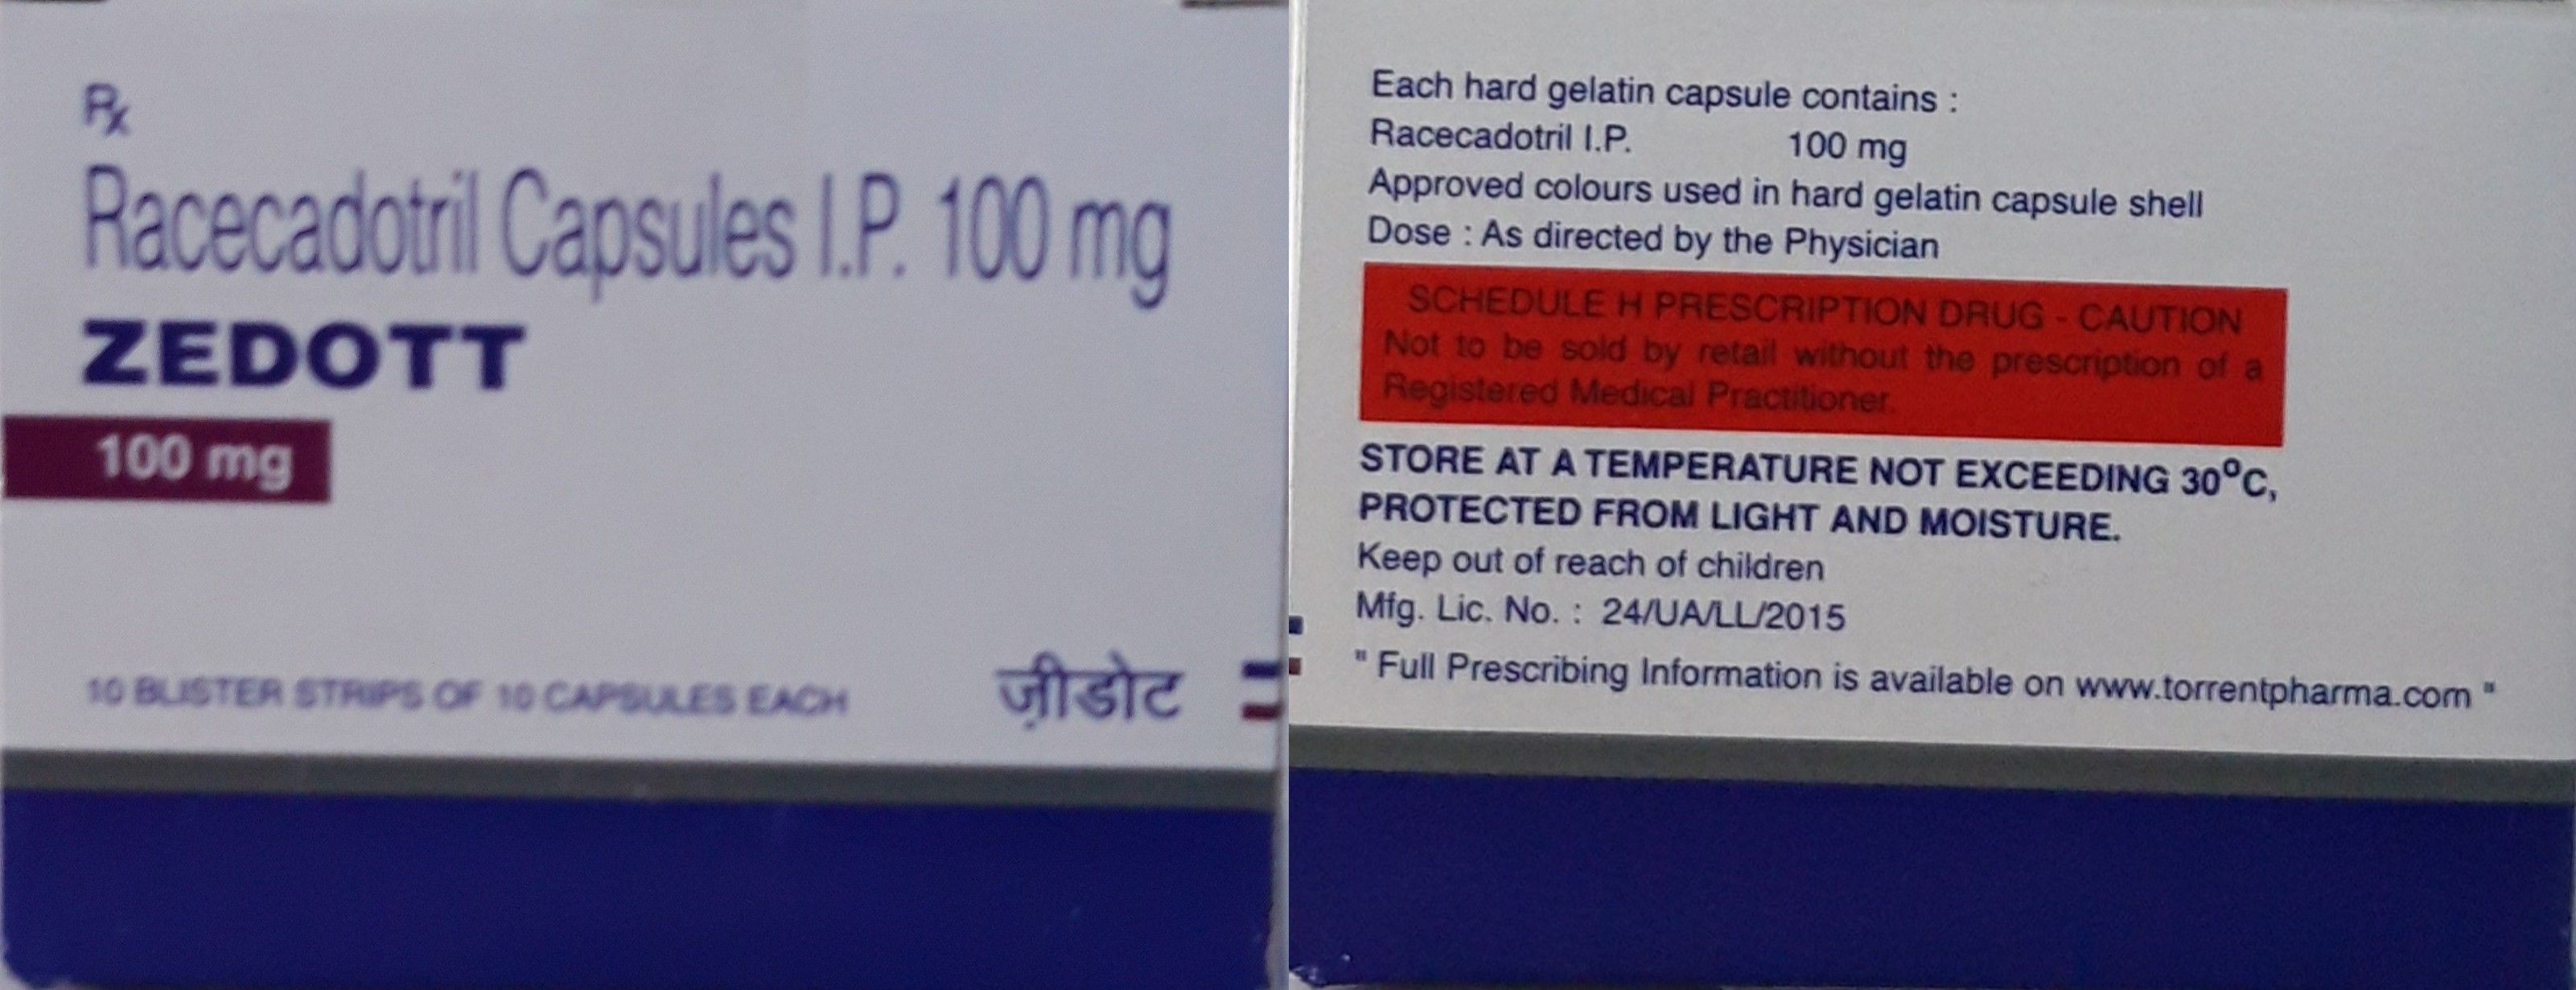 Rx
Racecadotril Capsules I.P. 100 mg
ZEDOTT
100 mg
10 BLISTER STRIPS OF 10 CAPSULES EACH
ज़ीडोट
Each hard gelatin capsule contains :
Racecadotril I.P. 100 mg
Approved colours used in hard gelatin capsule shell
Dose : As directed by the Physician
SCHEDULE H PRESCRIPTION DRUG - CAUTION
Not to be sold by retail without the prescription of a
Registered Medical Practitioner.
STORE AT A TEMPERATURE NOT EXCEEDING 30°C,
PROTECTED FROM LIGHT AND MOISTURE.
Keep out of reach of children
Mfg. Lic. No. : 24/UA/LL/2015
" Full Prescribing Information is available on www.torrentpharma.com "